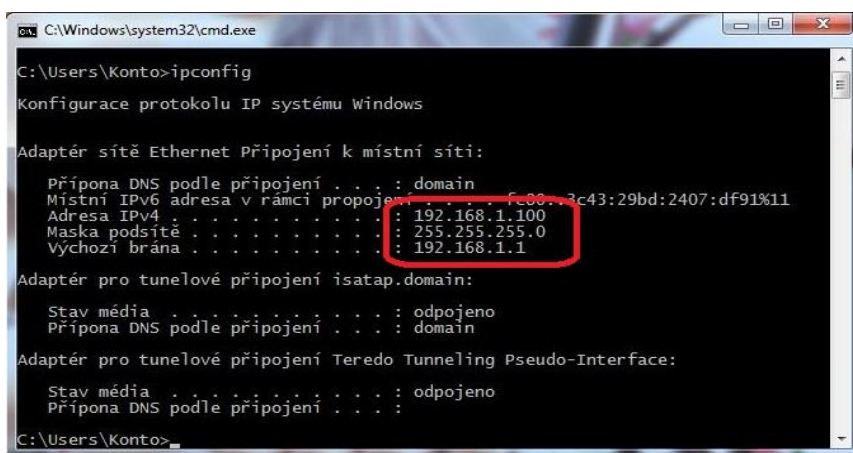 C:\Windows\system32\cmd.exe
C:\Users\Konto>ipconfig
Konfigurace protokolu IP systému Windows
Adaptér sítě Ethernet Připojení k místní síti:
Přípona DNS podle připojení . . . : domain
Místní IPv6 adresa v rámci propojení . . . . . :3c43:29bd:2407:df91%11
Adresa IPv4 . . . . . . . . . . . : 192.168.1.100
Maska podsítě . . . . . . . . . . : 255.255.255.0
Výchozí brána . . . . . . . . . . : 192.168.1.1
Adaptér pro tunelové připojení isatap.domain:
Stav média . . . . . . . . . . . : odpojeno
Přípona DNS podle připojení . . . : domain
Adaptér pro tunelové připojení Teredo Tunneling Pseudo-Interface:
Stav média . . . . . . . . . . . : odpojeno
Přípona DNS podle připojení . . . :
C:\Users\Konto>_